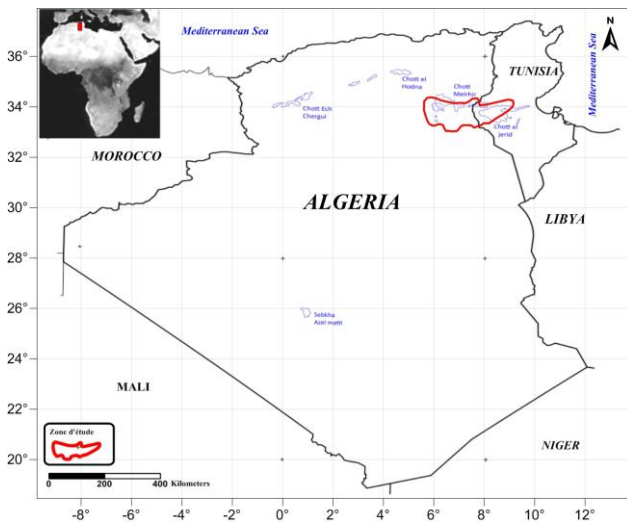 Mediterranean Sea
N
36°
34°
32°
30°
28°
26°
24°
22°
20°
TUNISIA
Mediterranean Sea
Chott el
Hodna
Chott
Melrhir
Chott Ech
Chergui
Chott el
jerid
MOROCCO
ALGERIA
LIBYA
Sebkha
Azel matti
MALI
NIGER
Zone d'étude
0 200 400 Kilometers
-8° -6° -4° -2° 0° 2° 4° 6° 8° 10° 12°